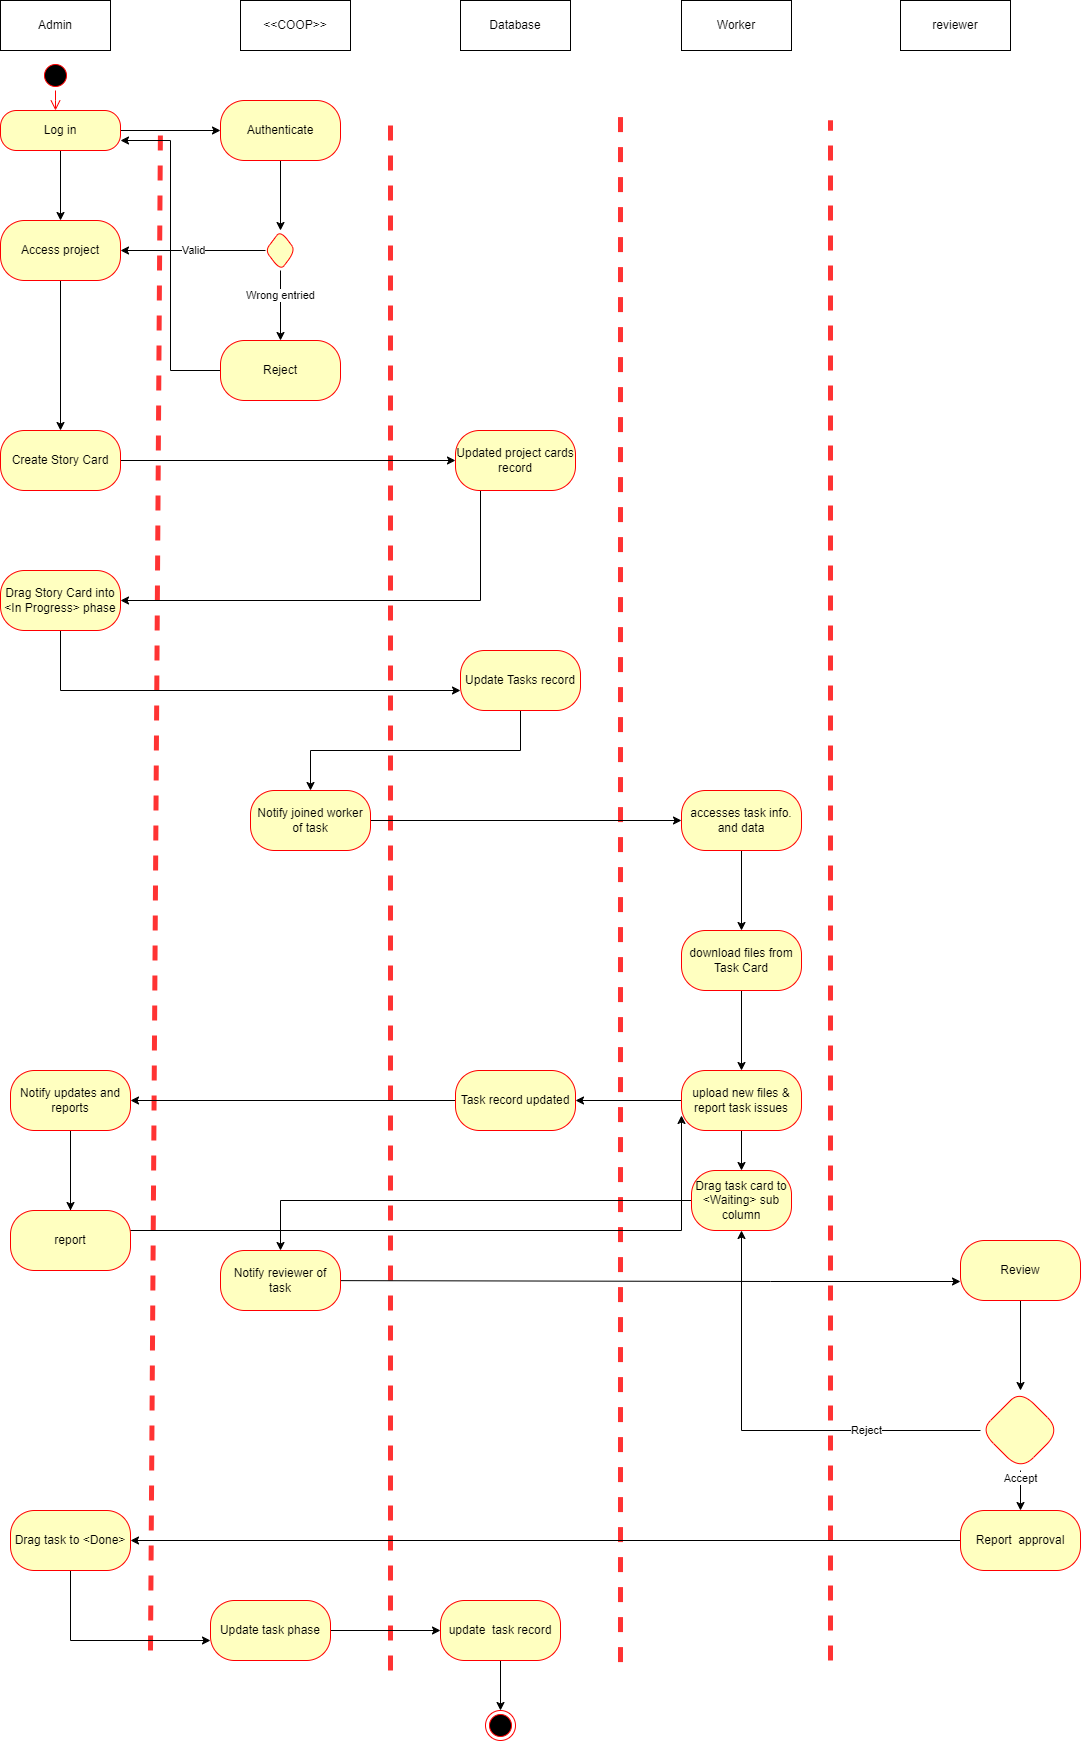 Admin
<<COOP>>
Database
Worker
reviewer
Log in
Authenticate
Access project
Valid
Wrong entried
Reject
Create Story Card
Updated project cards
record
Drag Story Card into
<In Progress> phase
Update Tasks record
Notify joined worker
of task
accesses task info.
and data
download files from
Task Card
Notify updates and
reports
Task record updated
upload new files &
report task issues
Drag task card to
<Waiting> sub
column
report
Notify reviewer of
task
Review
Reject
Accept
Drag task to <Done>
Report  approval
Update task phase
update  task record